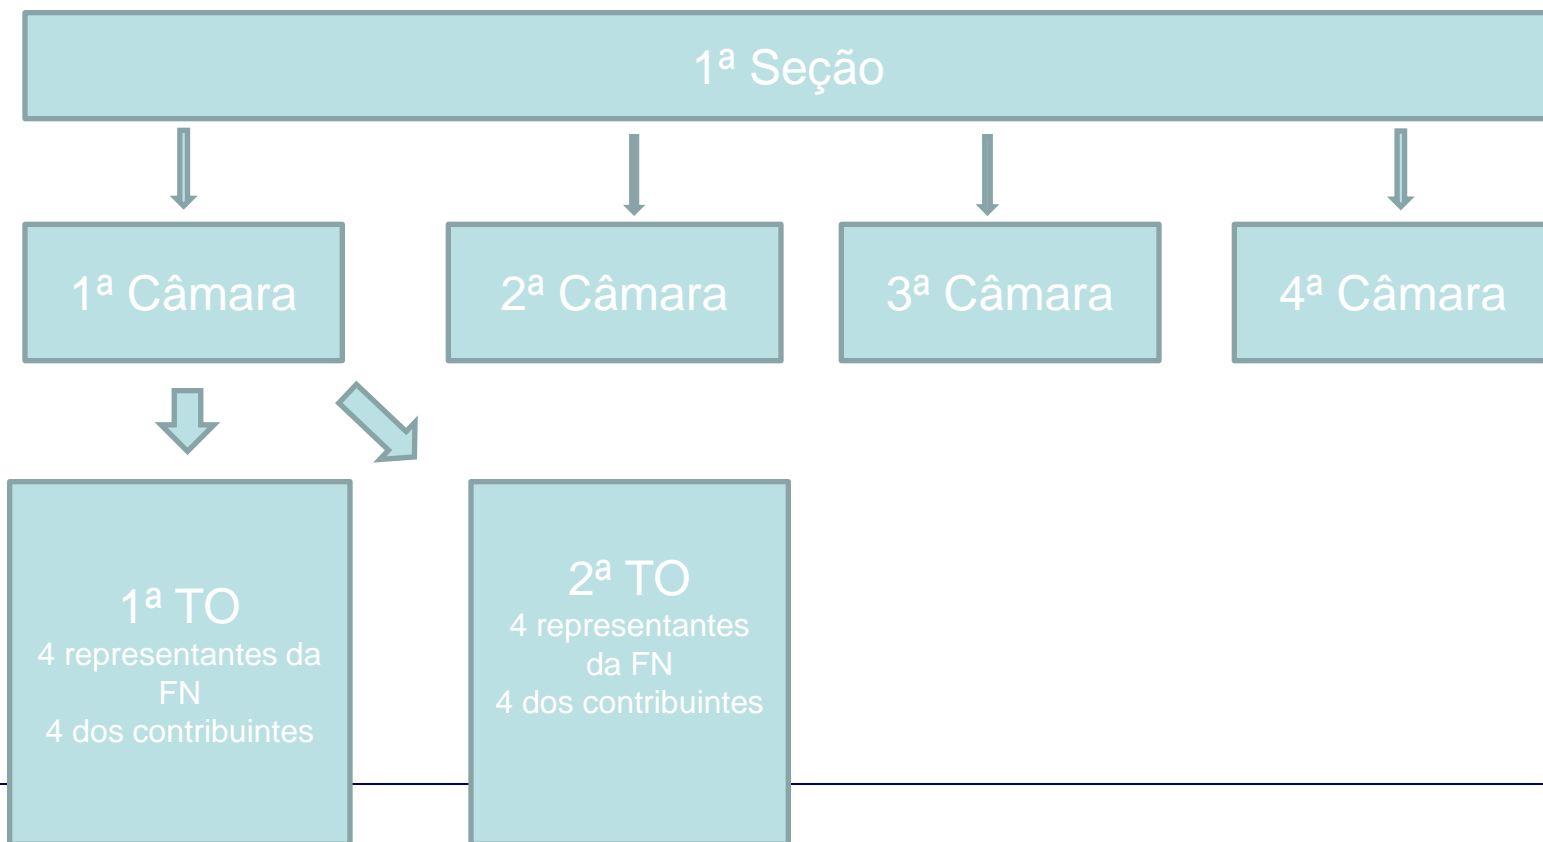 1ª Seção
1ª Câmara
2ª Câmara
3ª Câmara
4ª Câmara
1ª TO
4 representantes da
FN
4 dos contribuintes
2ª TO
4 representantes
da FN
4 dos contribuintes